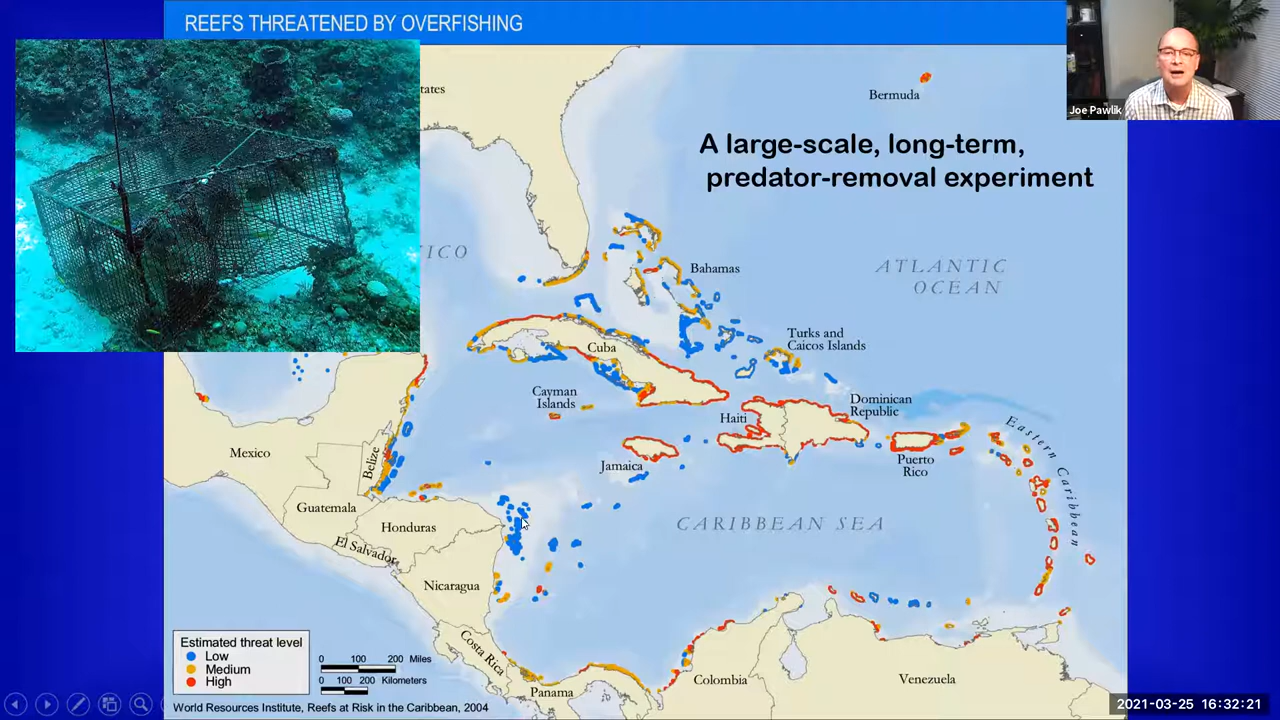 REEFS THREATENED BY OVERFISHING
Joe Pawlik
tates
Bermuda
A large-scale, long-term,
predator-removal experiment
ICO
ATLANTIC
OCEAN
Bahamas
Turks and
Caicos Islands
Cuba
Cayman
Islands
Dominican
Republic
Haiti
Eastern Caribbean
Mexico
Belize
Jamaica
Puerto
Rico
Guatemala
Honduras
CARIBBEAN SEA
El Salvador
Nicaragua
Costa Rica
Panama
Colombia
Venezuela
Estimated threat level
Low
Medium
High
0 100 200 Miles
0 100 200 Kilometers
World Resources Institute, Reefs at Risk in the Caribbean, 2004
2021-03-25 16:32:21